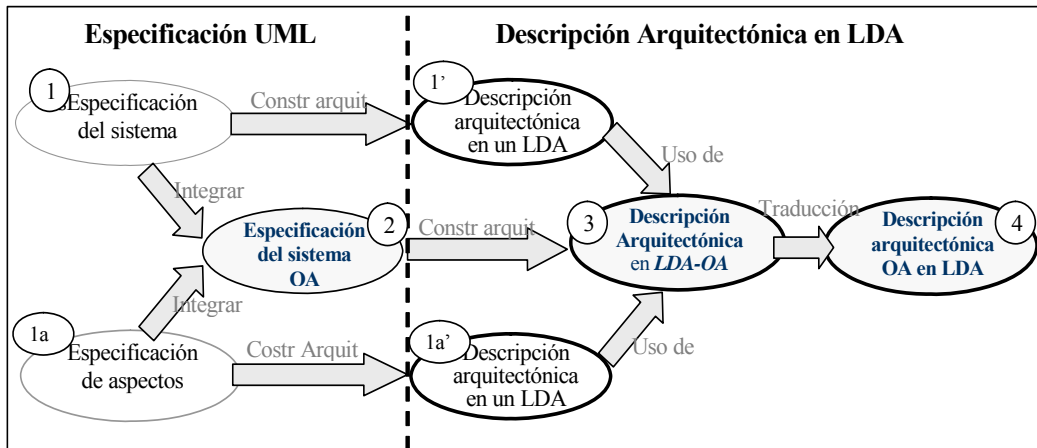 Especificación UML
Descripción Arquitectónica en LDA
1
sEspecificación
del sistema
Constr arquit
1’
Descripción
arquitectónica
en un LDA
Uso de
Integrar
Especificación
del sistema
OA
2
Constr arquit
3
Descripción
Arquitectónica
en LDA-OA
Traducción
Descripción
arquitectónica
OA en LDA
4
Integrar
1a
Especificación
de aspectos
Costr Arquit
1a’
Descripción
arquitectónica
en un LDA
Uso de